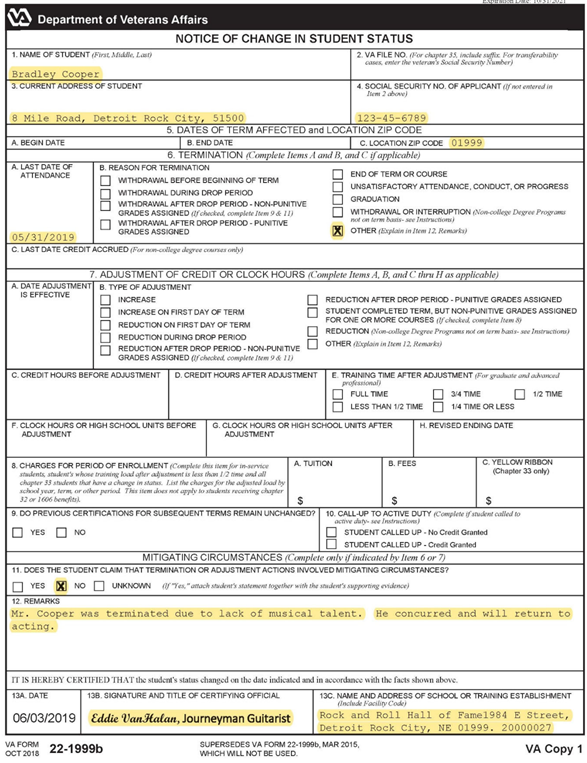 Expiration Date: 10/31/2021
VA Department of Veterans Affairs
NOTICE OF CHANGE IN STUDENT STATUS
1. NAME OF STUDENT (First, Middle, Last)
Bradley Cooper
2. VA FILE NO. (For chapter 35, include suffix. For transferability
cases, enter the veteran's Social Security Number)
3. CURRENT ADDRESS OF STUDENT
8 Mile Road, Detroit Rock City, 51500
4. SOCIAL SECURITY NO. OF APPLICANT (If not entered in
Item 2 above)
123-45-6789
5. DATES OF TERM AFFECTED and LOCATION ZIP CODE
A. BEGIN DATE
B. END DATE
C. LOCATION ZIP CODE 01999
6. TERMINATION (Complete Items A and B, and C if applicable)
A. LAST DATE OF
ATTENDANCE
05/31/2019
B. REASON FOR TERMINATION
WITHDRAWAL BEFORE BEGINNING OF TERM
WITHDRAWAL DURING DROP PERIOD
WITHDRAWAL AFTER DROP PERIOD - NON-PUNITIVE
GRADES ASSIGNED (If checked, complete Item 9 & 11)
WITHDRAWAL AFTER DROP PERIOD - PUNITIVE
GRADES ASSIGNED
END OF TERM OR COURSE
UNSATISFACTORY ATTENDANCE, CONDUCT, OR PROGRESS
GRADUATION
WITHDRAWAL OR INTERRUPTION (Non-college Degree Programs
not on term basis- see Instructions)
X OTHER (Explain in Item 12, Remarks)
C. LAST DATE CREDIT ACCRUED (For non-college degree courses only)
7. ADJUSTMENT OF CREDIT OR CLOCK HOURS (Complete Items A, B, and C thru H as applicable)
A. DATE ADJUSTMENT
IS EFFECTIVE
B. TYPE OF ADJUSTMENT
INCREASE
INCREASE ON FIRST DAY OF TERM
REDUCTION ON FIRST DAY OF TERM
REDUCTION DURING DROP PERIOD
REDUCTION AFTER DROP PERIOD - NON-PUNITIVE
GRADES ASSIGNED (If checked, complete Item 9 & 11)
REDUCTION AFTER DROP PERIOD - PUNITIVE GRADES ASSIGNED
STUDENT COMPLETED TERM, BUT NON-PUNITIVE GRADES ASSIGNED
FOR ONE OR MORE COURSES (If checked, complete Item 8)
REDUCTION (Non-college Degree Programs not on term basis- see Instructions)
OTHER (Explain in Item 12, Remarks)
C. CREDIT HOURS BEFORE ADJUSTMENT
D. CREDIT HOURS AFTER ADJUSTMENT
E. TRAINING TIME AFTER ADJUSTMENT (For graduate and advanced
professional)
FULL TIME 3/4 TIME 1/2 TIME
LESS THAN 1/2 TIME 1/4 TIME OR LESS
F. CLOCK HOURS OR HIGH SCHOOL UNITS BEFORE
ADJUSTMENT
G. CLOCK HOURS OR HIGH SCHOOL UNITS AFTER
ADJUSTMENT
H. REVISED ENDING DATE
8. CHARGES FOR PERIOD OF ENROLLMENT (Complete this item for in-service
students, student's whose training load after adjustment is less than 1/2 time and all
chapter 33 students that have a change in status. List the charges for the adjusted load by
school year, term, or other period. This item does not apply to students receiving chapter
32 or 1606 benefits).
A. TUITION
$
B. FEES
$
C. YELLOW RIBBON
(Chapter 33 only)
$
9. DO PREVIOUS CERTIFICATIONS FOR SUBSEQUENT TERMS REMAIN UNCHANGED?
YES NO
10. CALL-UP TO ACTIVE DUTY (Complete if student called to
active duty- see Instructions)
STUDENT CALLED UP - No Credit Granted
STUDENT CALLED UP - Credit Granted
MITIGATING CIRCUMSTANCES (Complete only if indicated by Item 6 or 7)
11. DOES THE STUDENT CLAIM THAT TERMINATION OR ADJUSTMENT ACTIONS INVOLVED MITIGATING CIRCUMSTANCES?
YES X NO UNKNOWN (If "Yes," attach student's statement together with the student's supporting evidence)
12. REMARKS
Mr. Cooper was terminated due to lack of musical talent. He concurred and will return to
acting.
IT IS HEREBY CERTIFIED THAT the student's status changed on the date indicated and in accordance with the facts shown above.
13A. DATE
06/03/2019
13B. SIGNATURE AND TITLE OF CERTIFYING OFFICIAL
Eddie VanHalan, Journeyman Guitarist
13C. NAME AND ADDRESS OF SCHOOL OR TRAINING ESTABLISHMENT
(Include Facility Code)
Rock and Roll Hall of Fame1984 E Street,
Detroit Rock City, NE 01999. 20000027
VA FORM
OCT 2018 22-1999b
SUPERSEDES VA FORM 22-1999b, MAR 2015,
WHICH WILL NOT BE USED.
VA Copy 1